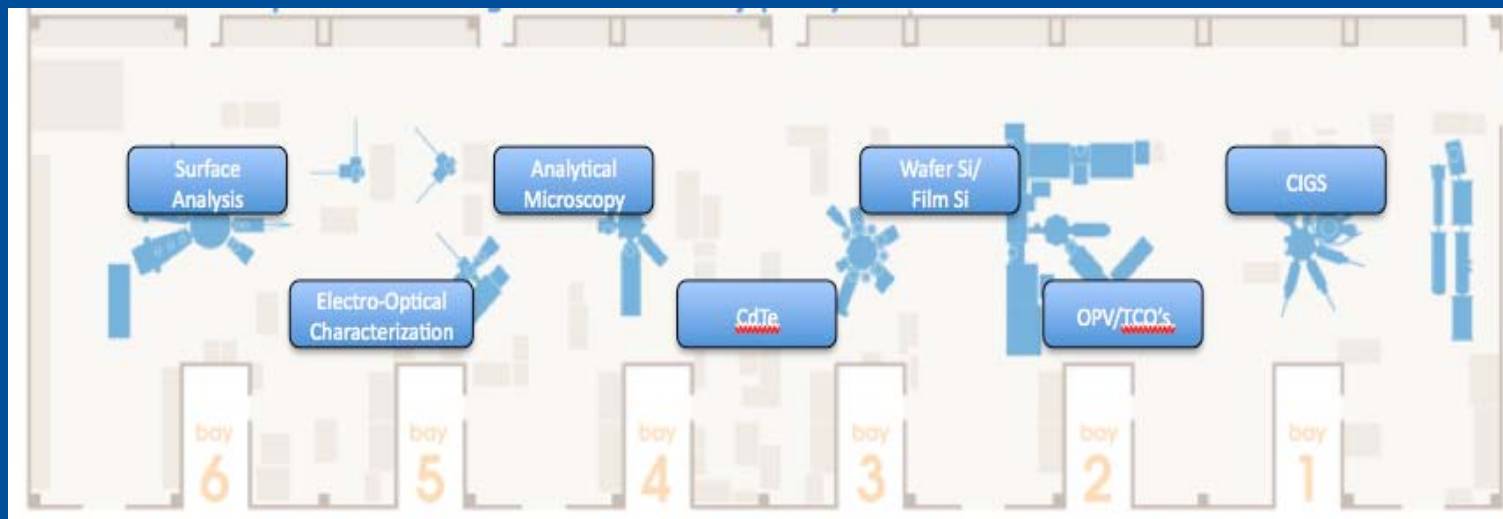 Surface
Analysis
Analytical
Microscopy
Wafer Si/
Film Si
CIGS
Electro-Optical
Characterization
CdTe
OPV/TCO's
bay
6
bay
5
bay
4
bay
3
bay
2
bay
1